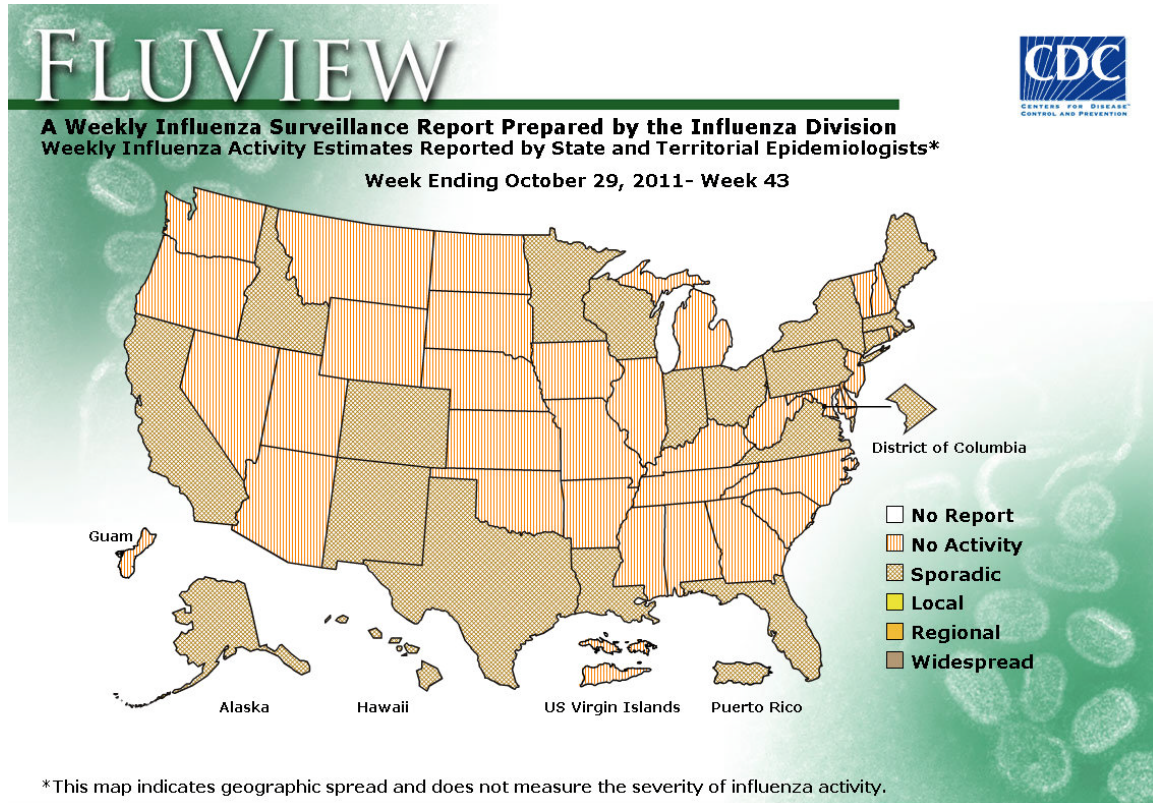 FLUVIEW
CDC
CENTERS FOR DISEASE™
CONTROL AND PREVENTION
A Weekly Influenza Surveillance Report Prepared by the Influenza Division
Weekly Influenza Activity Estimates Reported by State and Territorial Epidemiologists*
Week Ending October 29, 2011- Week 43
District of Columbia
No Report
No Activity
Sporadic
Local
Regional
Widespread
Guam
Alaska
Hawaii
US Virgin Islands
Puerto Rico
*This map indicates geographic spread and does not measure the severity of influenza activity.